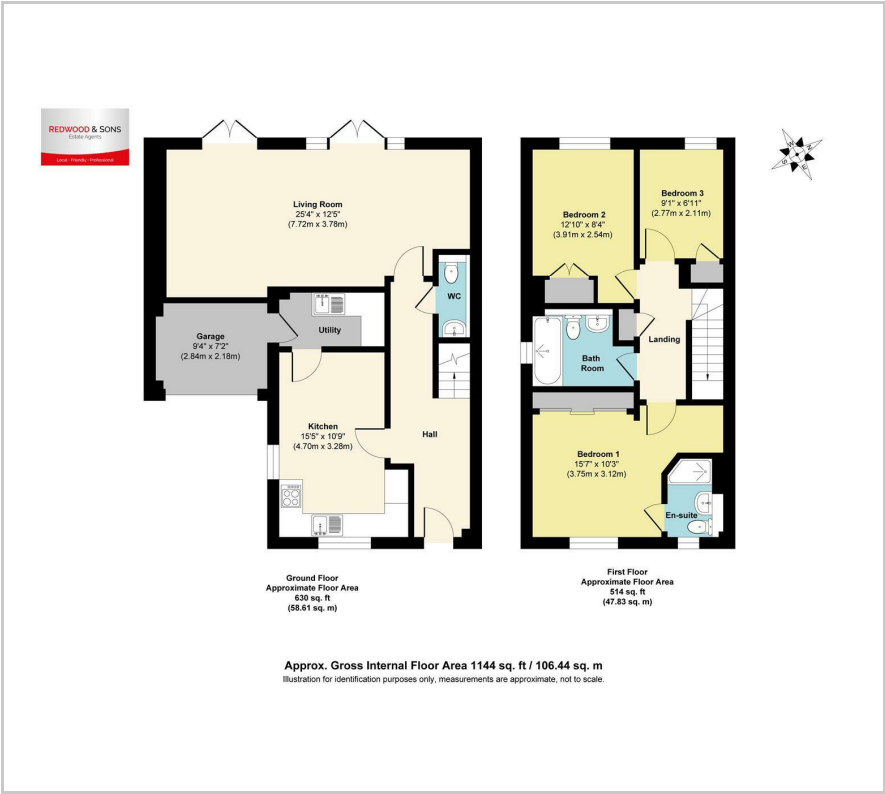 REDWOOD & SONS
Estate Agents
Local · Friendly · Professional
Living Room
25'4" x 12'5"
(7.72m x 3.78m)
WC
Garage
9'4" x 7'2"
(2.84m x 2.18m)
Utility
Kitchen
15'5" x 10'9"
(4.70m x 3.28m)
Hall
Ground Floor
Approximate Floor Area
630 sq. ft
(58.61 sq. m)
Bedroom 2
12'10" x 8'4"
(3.91m x 2.54m)
Bedroom 3
9'1" x 6'11"
(2.77m x 2.11m)
Bath
Room
Landing
Bedroom 1
15'7" x 10'3"
(3.75m x 3.12m)
En-suite
First Floor
Approximate Floor Area
514 sq. ft
(47.83 sq. m)
W
N
S
E
Approx. Gross Internal Floor Area 1144 sq. ft / 106.44 sq. m
Illustration for identification purposes only, measurements are approximate, not to scale.